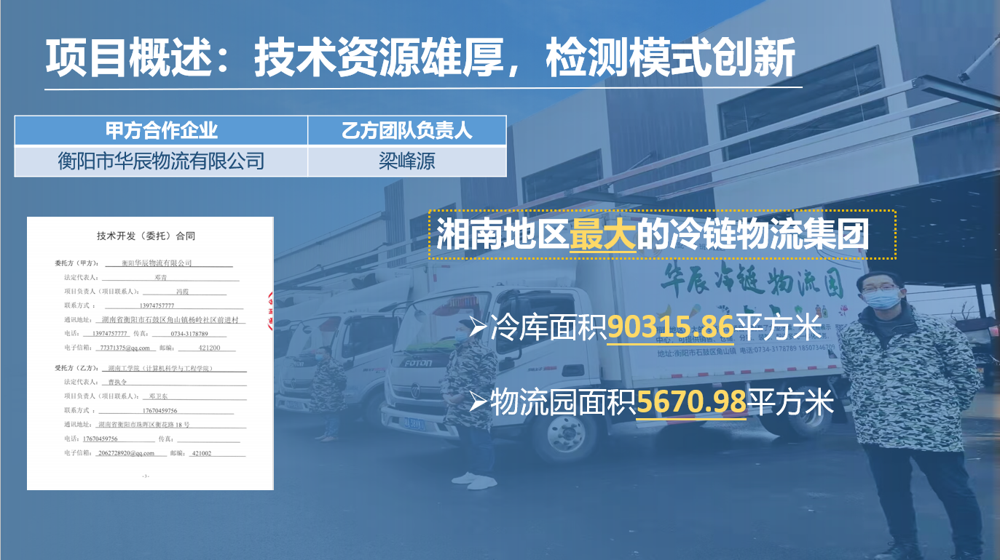 项目概述：技术资源雄厚，检测模式创新
甲方合作企业 乙方团队负责人
衡阳市华辰物流有限公司 梁峰源
技术开发（委托）合同
委托方（甲方）： 衡阳华辰物流有限公司
法定代表人： 邓青
项目负责人（项目联系人）： 冯霞
联系方式 ： 13974757777
通讯地址： 湖南省衡阳市石鼓区角山镇杨岭社区前进村
电话： 13974757777 传真： 0734-3178789
电子信箱： 77371375@qq.com 邮编： 421200
受托方（乙方）： 湖南工学院（计算机科学与工程学院）
法定代表人： 曹执令
项目负责人（项目联系人）： 邓卫东
联系方式 ： 17670459756
通讯地址： 湖南省衡阳市珠晖区衡花路 18 号
电话： 17670459756 传真：
电子信箱： 2062728920@qq.com 邮编： 421002
- 3 -
湘南地区最大的冷链物流集团
华辰冷链物流园
➢冷库面积90315.86平方米
地址:衡阳市石鼓区角山镇 电话:0734-3178789 18507346709
FOTON
➢物流园面积5670.98平方米